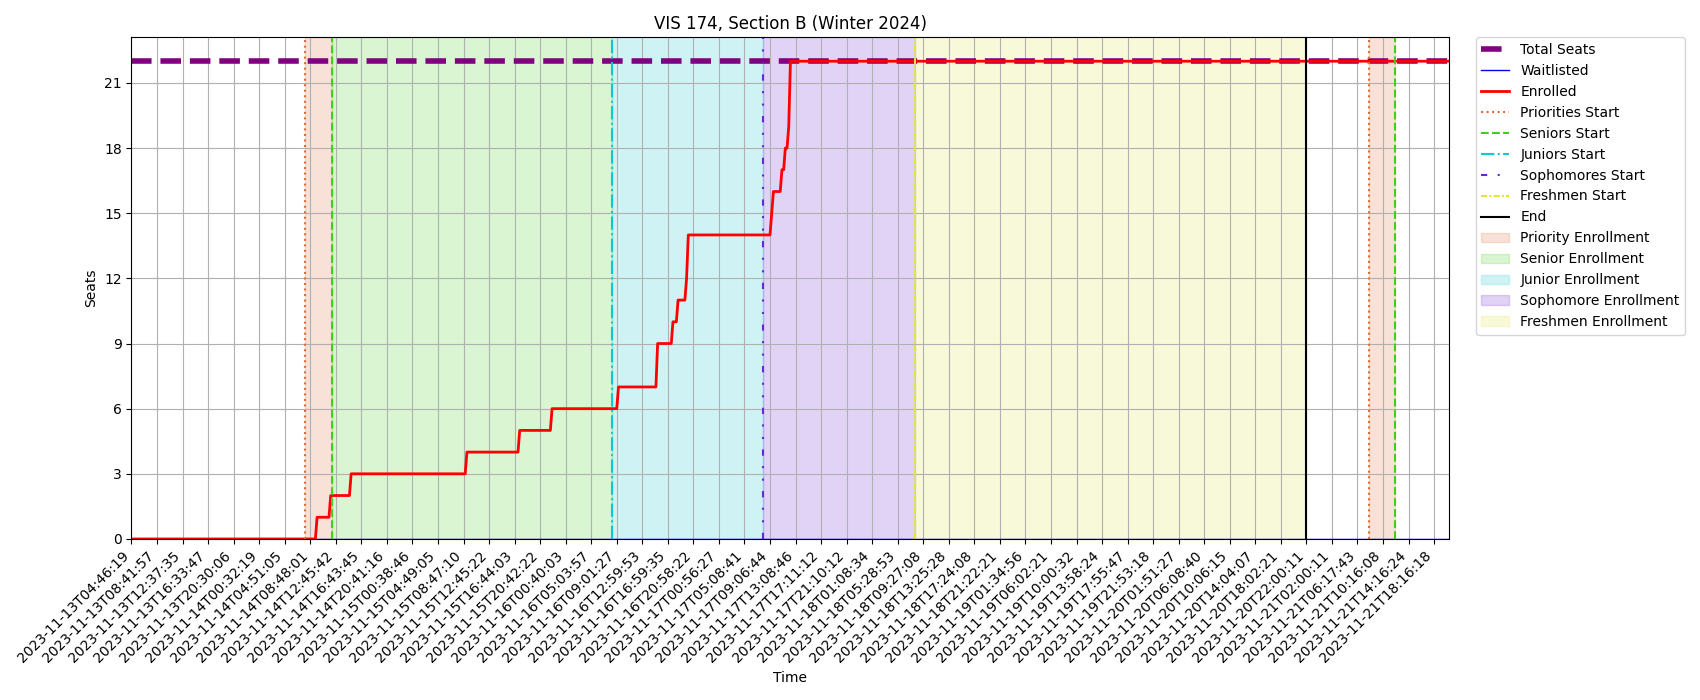 VIS 174, Section B (Winter 2024)
Seats
21
18
15
12
9
6
3
0
2023-11-13T04:46:19
2023-11-13T08:41:57
2023-11-13T12:37:35
2023-11-13T16:33:47
2023-11-13T20:30:06
2023-11-14T00:32:19
2023-11-14T04:51:05
2023-11-14T08:48:01
2023-11-14T12:45:42
2023-11-14T16:43:45
2023-11-14T20:41:16
2023-11-15T00:38:46
2023-11-15T04:49:05
2023-11-15T08:47:10
2023-11-15T12:45:22
2023-11-15T16:44:03
2023-11-15T20:42:22
2023-11-16T00:40:03
2023-11-16T05:03:57
2023-11-16T09:01:27
2023-11-16T12:59:53
2023-11-16T16:59:35
2023-11-16T20:58:22
2023-11-17T00:56:27
2023-11-17T05:08:41
2023-11-17T09:06:44
2023-11-17T13:08:46
2023-11-17T17:11:12
2023-11-17T21:10:12
2023-11-18T01:08:34
2023-11-18T05:28:53
2023-11-18T09:27:08
2023-11-18T13:25:28
2023-11-18T17:24:08
2023-11-18T21:22:21
2023-11-19T01:34:56
2023-11-19T06:02:21
2023-11-19T10:00:32
2023-11-19T13:58:24
2023-11-19T17:55:47
2023-11-19T21:53:18
2023-11-20T01:51:27
2023-11-20T06:08:40
2023-11-20T10:06:15
2023-11-20T14:04:07
2023-11-20T18:02:21
2023-11-20T22:00:11
2023-11-21T02:00:11
2023-11-21T06:17:43
2023-11-21T10:16:08
2023-11-21T14:16:24
2023-11-21T18:16:18
Time
Total Seats
Waitlisted
Enrolled
Priorities Start
Seniors Start
Juniors Start
Sophomores Start
Freshmen Start
End
Priority Enrollment
Senior Enrollment
Junior Enrollment
Sophomore Enrollment
Freshmen Enrollment